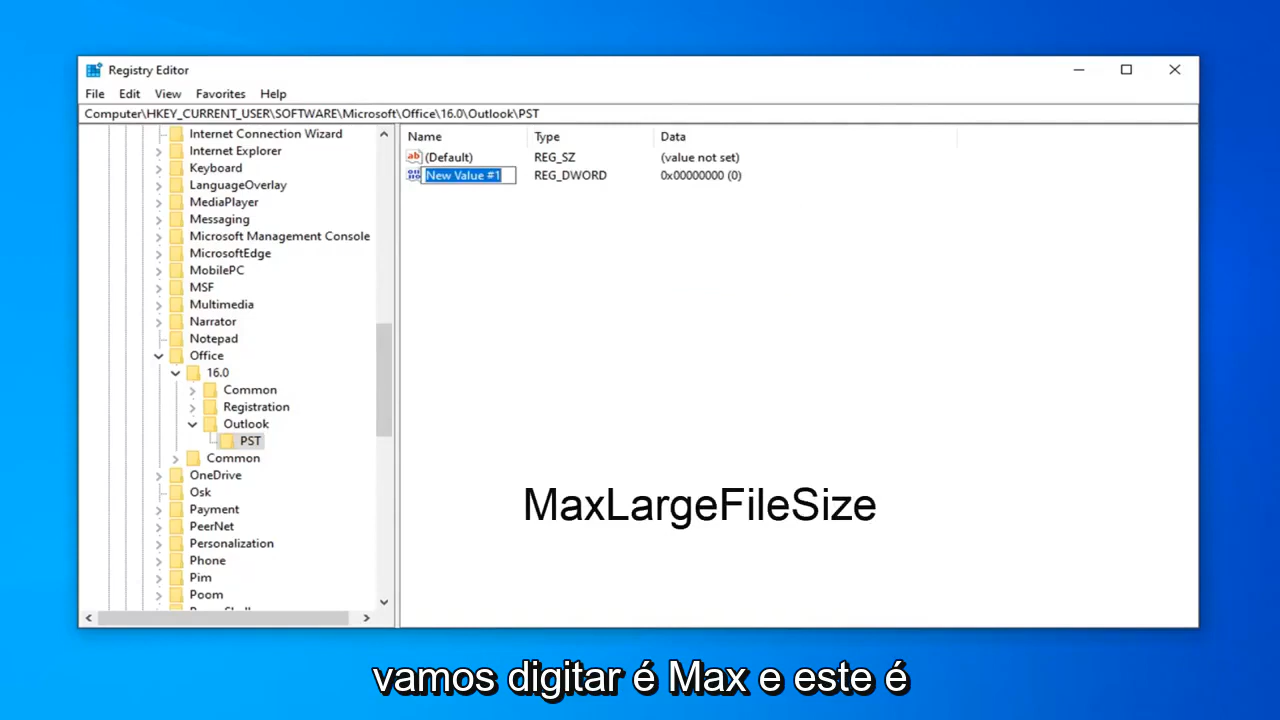 Registry Editor
File Edit View Favorites Help
Computer\HKEY_CURRENT_USER\SOFTWARE\Microsoft\Office\16.0\Outlook\PST
Internet Connection Wizard
Internet Explorer
Keyboard
LanguageOverlay
MediaPlayer
Messaging
Microsoft Management Console
MicrosoftEdge
MobilePC
MSF
Multimedia
Narrator
Notepad
Office
16.0
Common
Registration
Outlook
PST
Common
OneDrive
Osk
Payment
PeerNet
Personalization
Phone
Pim
Poom
Name Type Data
ab (Default) REG_SZ (value not set)
New Value #1 REG_DWORD 0x00000000 (0)
MaxLargeFileSize
vamos digitar é Max e este é